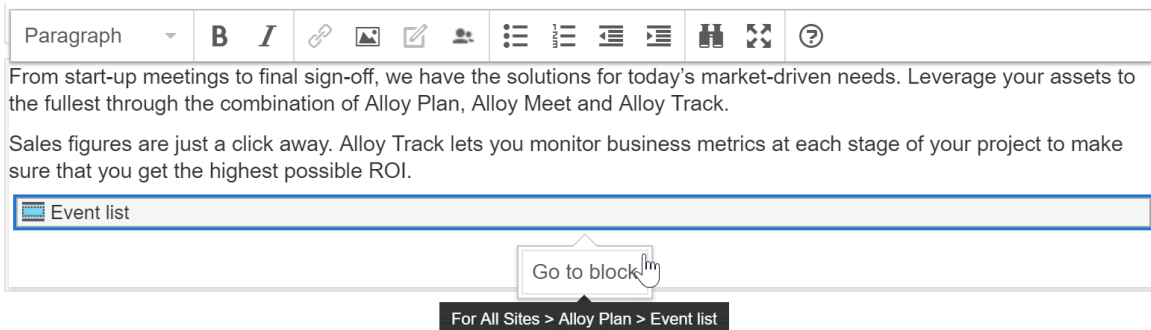 Paragraph
From start-up meetings to final sign-off, we have the solutions for today’s market-driven needs. Leverage your assets to
the fullest through the combination of Alloy Plan, Alloy Meet and Alloy Track.
Sales figures are just a click away. Alloy Track lets you monitor business metrics at each stage of your project to make
sure that you get the highest possible ROI.
Event list
Go to block
For All Sites > Alloy Plan > Event list